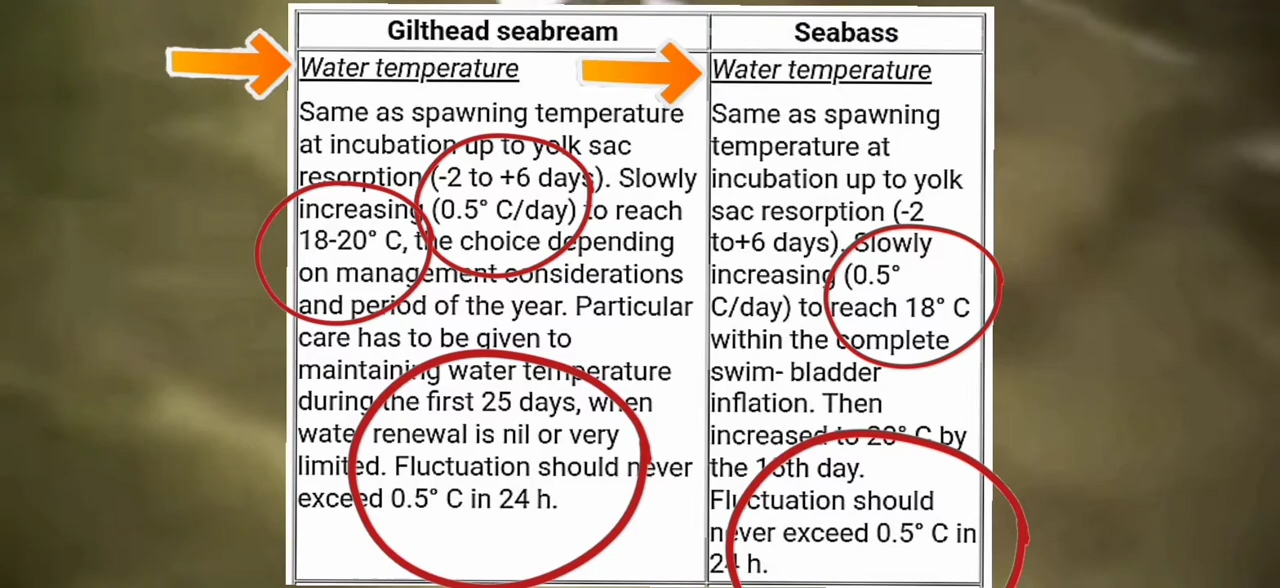 Gilthead seabream
Water temperature
Same as spawning temperature
at incubation up to yolk sac
resorption (-2 to +6 days). Slowly
increasing (0.5° C/day) to reach
18-20° C, the choice depending
on management considerations
and period of the year. Particular
care has to be given to
maintaining water temperature
during the first 25 days, when
water renewal is nil or very
limited. Fluctuation should never
exceed 0.5° C in 24 h.
Seabass
Water temperature
Same as spawning
temperature at
incubation up to yolk
sac resorption (-2
to+6 days). Slowly
increasing (0.5°
C/day) to reach 18° C
within the complete
swim- bladder
inflation. Then
increased to 20° C by
the day.
Fluctuation should
never exceed 0.5° C in
24 h.